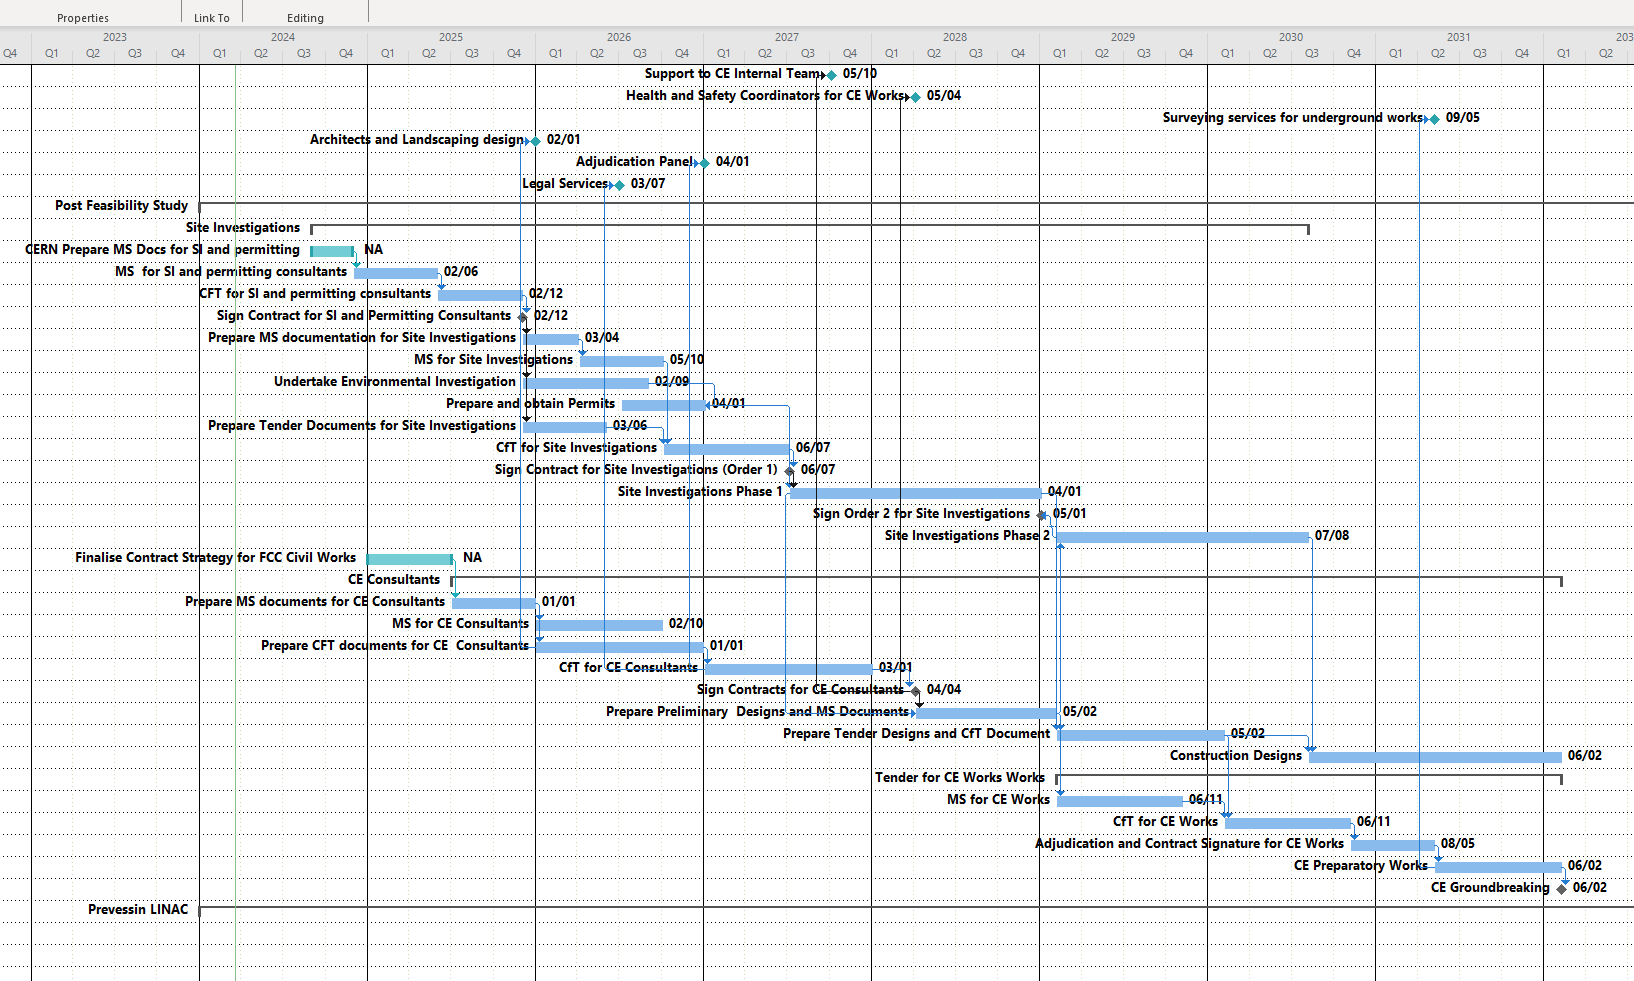 Properties Link To Editing
2023 2024 2025 2026 2027 2028 2029 2030 2031 203
Q4 Q1 Q2 Q3 Q4 Q1 Q2 Q3 Q4 Q1 Q2 Q3 Q4 Q1 Q2 Q3 Q4 Q1 Q2 Q3 Q4 Q1 Q2 Q3 Q4 Q1 Q2 Q3 Q4 Q1 Q2 Q3 Q4 Q1 Q2 Q3 Q4 Q1 Q2
Support to CE Internal Team 05/10
Health and Safety Coordinators for CE Works 05/04
Surveying services for underground works 09/05
Architects and Landscaping design 02/01
Adjudication Panel 04/01
Legal Services 03/07
Post Feasibility Study
Site Investigations
CERN Prepare MS Docs for SI and permitting NA
MS for SI and permitting consultants 02/06
CFT for SI and permitting consultants 02/12
Sign Contract for SI and Permitting Consultants 02/12
Prepare MS documentation for Site Investigations 03/04
MS for Site Investigations 05/10
Undertake Environmental Investigation 02/09
Prepare and obtain Permits 04/01
Prepare Tender Documents for Site Investigations 03/06
CfT for Site Investigations 06/07
Sign Contract for Site Investigations (Order 1) 06/07
Site Investigations Phase 1 04/01
Sign Order 2 for Site Investigations 05/01
Site Investigations Phase 2 07/08
Finalise Contract Strategy for FCC Civil Works NA
CE Consultants
Prepare MS documents for CE Consultants 01/01
MS for CE Consultants 02/10
Prepare CFT documents for CE Consultants 01/01
CfT for CE Consultants 03/01
Sign Contracts for CE Consultants 04/04
Prepare Preliminary Designs and MS Documents 05/02
Prepare Tender Designs and CfT Document 05/02
Construction Designs 06/02
Tender for CE Works Works
MS for CE Works 06/11
CfT for CE Works 06/11
Adjudication and Contract Signature for CE Works 08/05
CE Preparatory Works 06/02
CE Groundbreaking 06/02
Prevessin LINAC